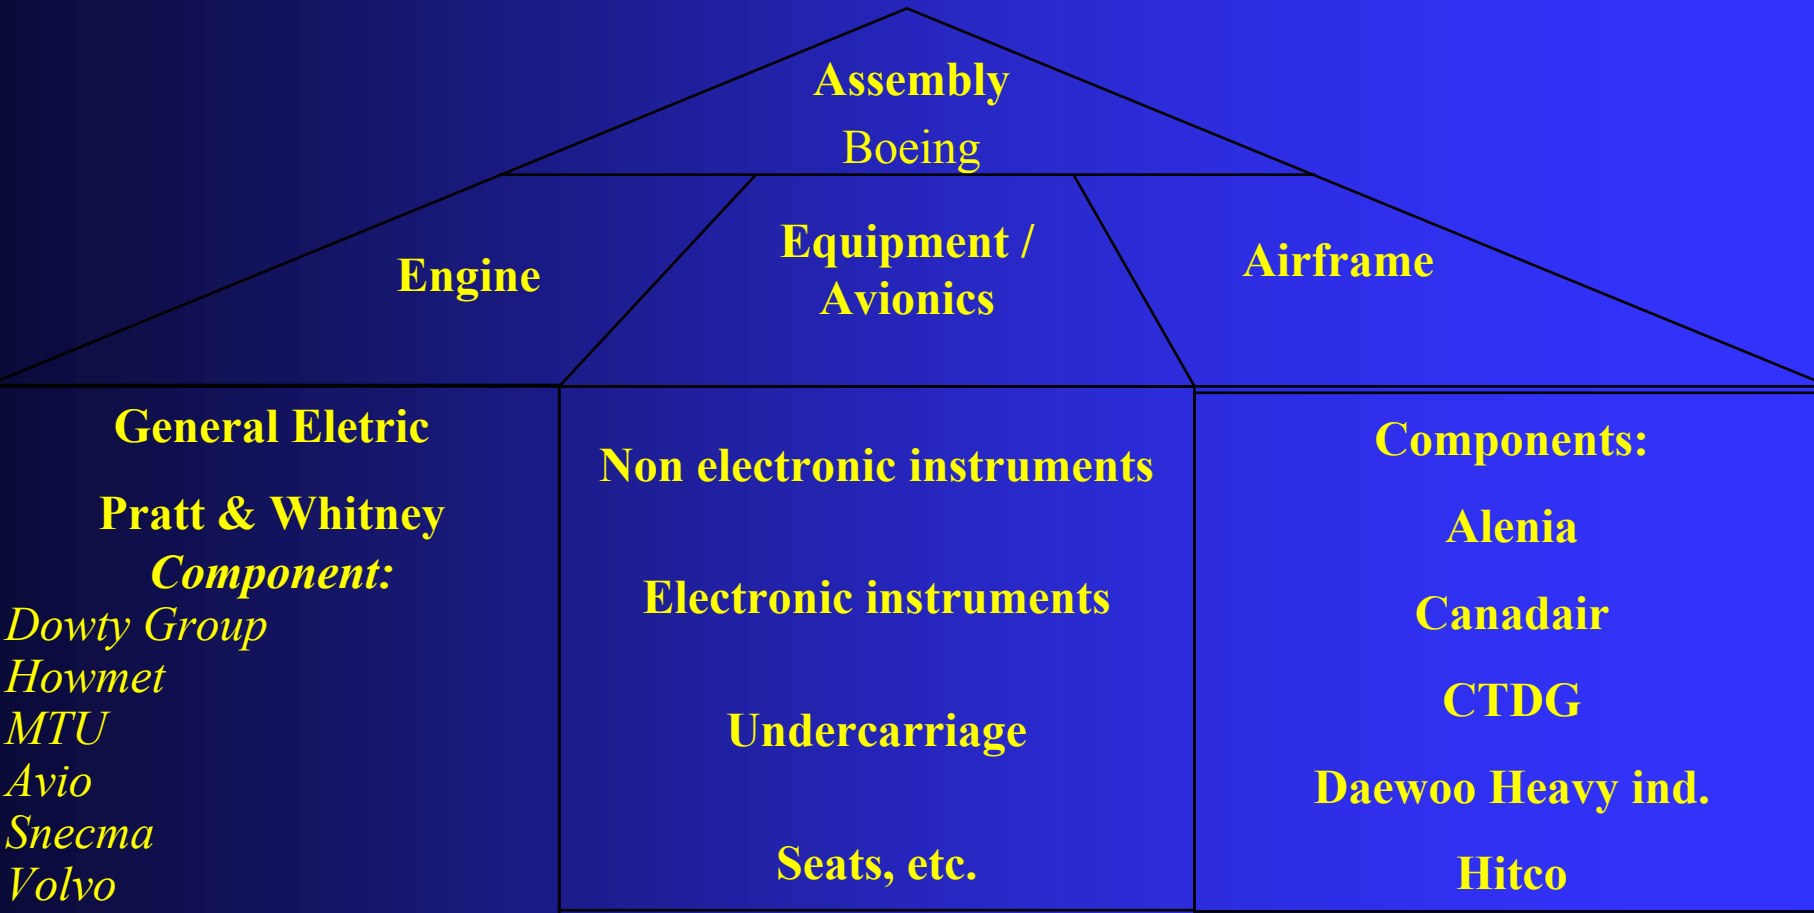 Assembly
Boeing
Engine
Equipment /
Avionics
Airframe
General Eletric
Pratt & Whitney
Component:
Dowty Group
Howmet
MTU
Avio
Snecma
Volvo
Non electronic instruments
Electronic instruments
Undercarriage
Seats, etc.
Components:
Alenia
Canadair
CTDG
Daewoo Heavy ind.
Hitco